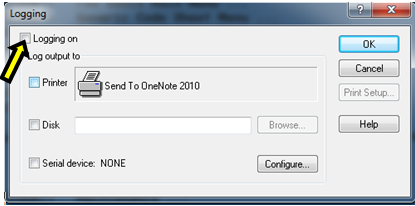 Logging
Logging on
OK
Log output to
Cancel
Printer
Send To OneNote 2010
Print Setup...
Disk
Browse...
Help
Serial device: NONE
Configure...